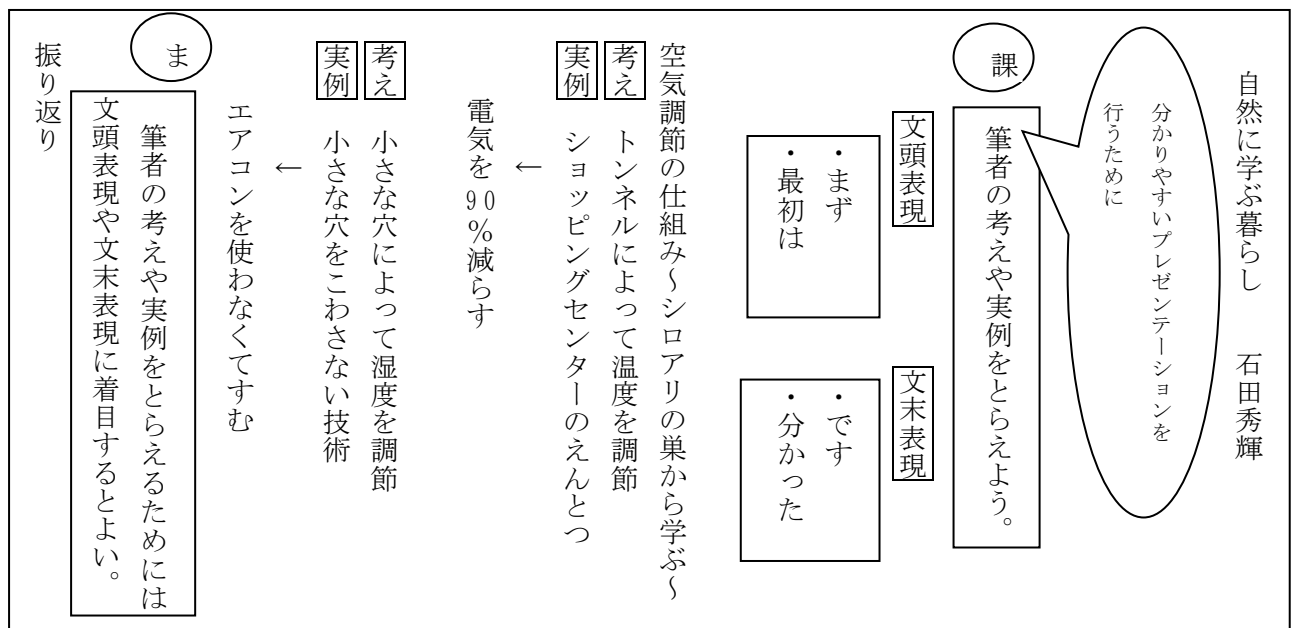 自然に学ぶ暮らし　石田秀輝
分かりやすいプレゼンテーションを
行うために
課
筆者の考えや実例をとらえよう。
文頭表現
・まず
・最初は
文末表現
・です
・分かった
空気調節の仕組み～シロアリの巣から学ぶ～
考え　トンネルによって温度を調節
実例　ショッピングセンターのえんとつ
←
電気を90％減らす
考え　小さな穴によって湿度を調節
実例　小さな穴をこわさない技術
←
エアコンを使わなくてすむ
ま
筆者の考えや実例をとらえるためには
文頭表現や文末表現に着目するとよい。
振り返り